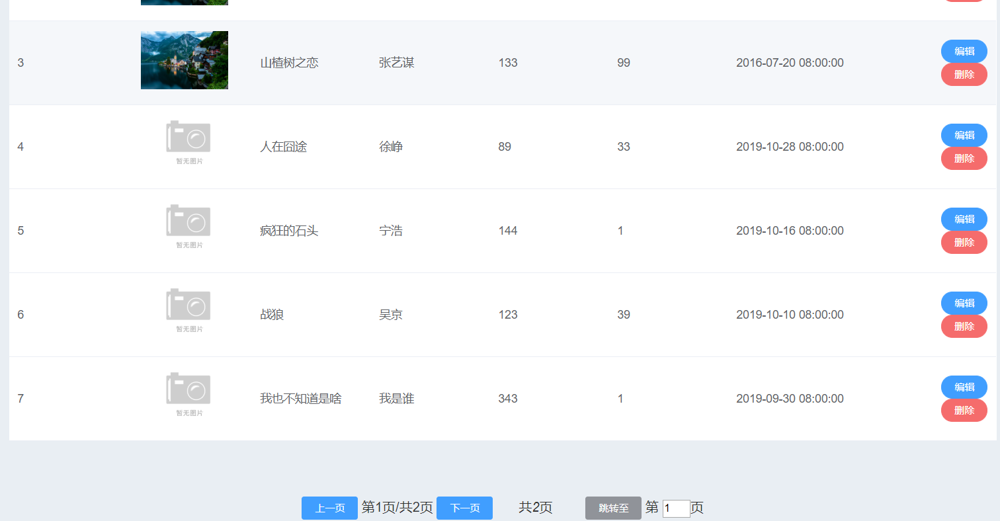 3 山楂树之恋 张艺谋 133 99 2016-07-20 08:00:00 编辑
删除
暂无图片
4 人在囧途 徐峥 89 33 2019-10-28 08:00:00 编辑
删除
暂无图片
5 疯狂的石头 宁浩 144 1 2019-10-16 08:00:00 编辑
删除
暂无图片
6 战狼 吴京 123 39 2019-10-10 08:00:00 编辑
删除
暂无图片
7 我也不知道是啥 我是谁 343 1 2019-09-30 08:00:00 编辑
删除
暂无图片
上一页 第1页/共2页 下一页 共2页 跳转至 第 1 页